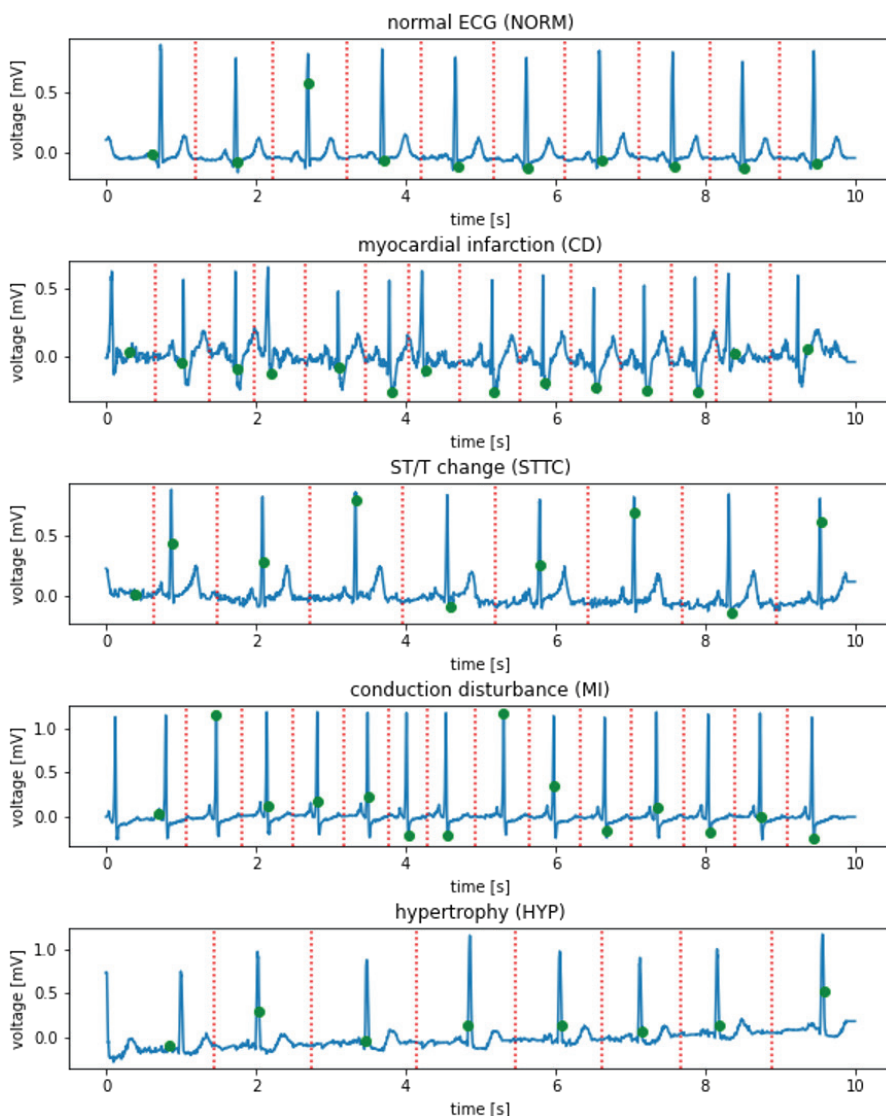 normal ECG (NORM)
voltage [mV]
0.5
0.0
0 2 4 6 8 10
time [s]
myocardial infarction (CD)
voltage [mV]
0.5
0.0
0 2 4 6 8 10
time [s]
ST/T change (STTC)
voltage [mV]
0.5
0.0
0 2 4 6 8 10
time [s]
conduction disturbance (MI)
voltage [mV]
1.0
0.5
0.0
0 2 4 6 8 10
time [s]
hypertrophy (HYP)
voltage [mV]
1.0
0.5
0.0
0 2 4 6 8 10
time [s]